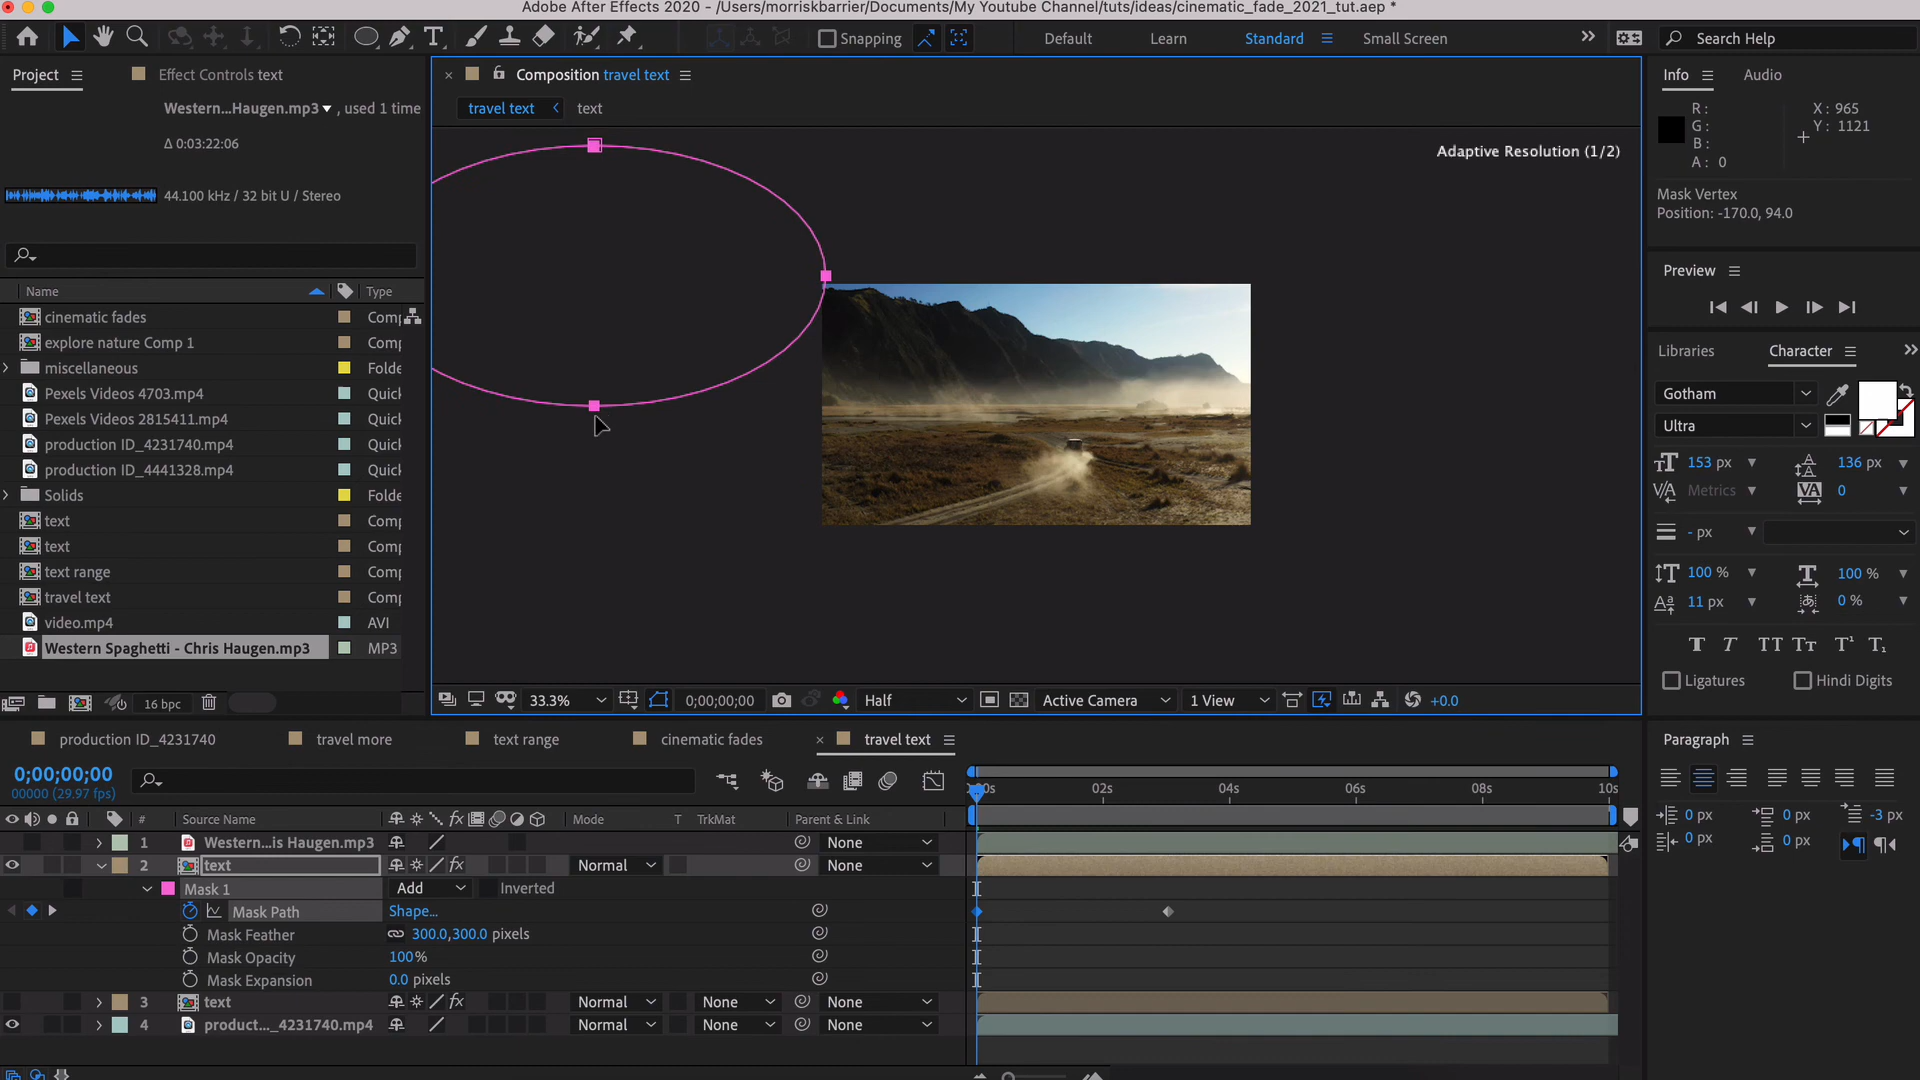 Adobe After Effects 2020 - /Users/morriskbarrier/Documents/My Youtube Channel/tuts/ideas/cinematic_fade_2021_tut.aep *
Snapping
Default
Learn
Standard
Small Screen
Search Help
Project
Effect Controls text
Composition travel text
Info
Audio
Western...Haugen.mp3 , used 1 time
travel text
text
R :
G :
B :
A : 0
X : 965
Y : 1121
Δ 0:03:22:06
Adaptive Resolution (1/2)
44.100 kHz / 32 bit U / Stereo
Mask Vertex
Position: -170.0, 94.0
Preview
Name
Type
cinematic fades
Comp
explore nature Comp 1
Comp
miscellaneous
Folde
Pexels Videos 4703.mp4
Quick
Pexels Videos 2815411.mp4
Quick
production ID_4231740.mp4
Quick
production ID_4441328.mp4
Quick
Solids
Folde
text
Comp
text
Comp
text range
Comp
travel text
Comp
video.mp4
AVI
Western Spaghetti - Chris Haugen.mp3
MP3
16 bpc
Libraries
Character
Gotham
Ultra
153 px
136 px
Metrics
0
- px
100 %
100 %
11 px
0 %
Ligatures
Hindi Digits
33.3%
0;00;00;00
Half
Active Camera
1 View
+0.0
production ID_4231740
travel more
text range
cinematic fades
travel text
Paragraph
0;00;00;00
00000 (29.97 fps)
02s
04s
06s
08s
10s
0 px
0 px
-3 px
0 px
0 px
#
Source Name
Mode
T
TrkMat
Parent & Link
1
Western...is Haugen.mp3
None
2
text
Normal
None
Mask 1
Add
Inverted
Mask Path
Shape...
Mask Feather
300.0,300.0 pixels
Mask Opacity
100%
Mask Expansion
0.0 pixels
3
text
Normal
None
None
4
product..._4231740.mp4
Normal
None
None